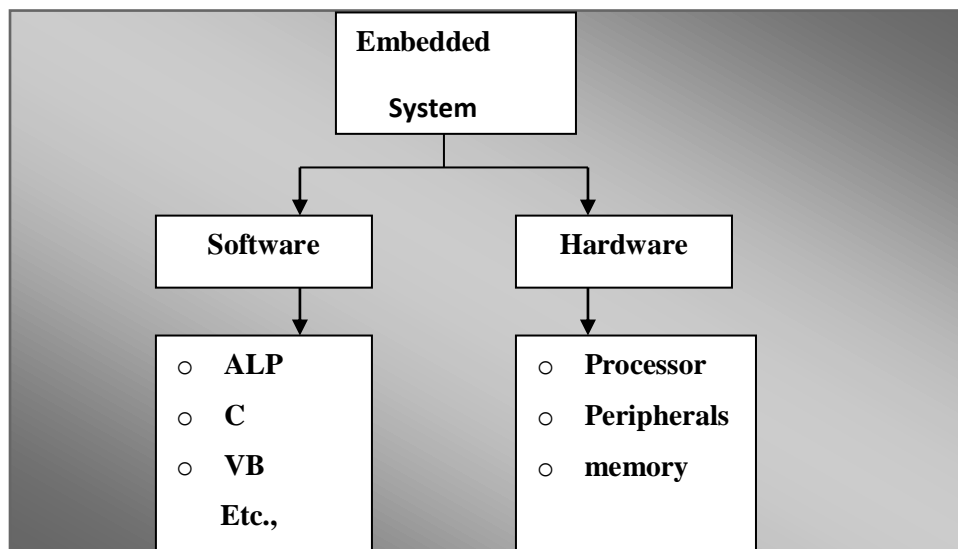 Embedded
System
Software
Hardware
○ ALP
○ C
○ VB
Etc.,
○ Processor
○ Peripherals
○ memory